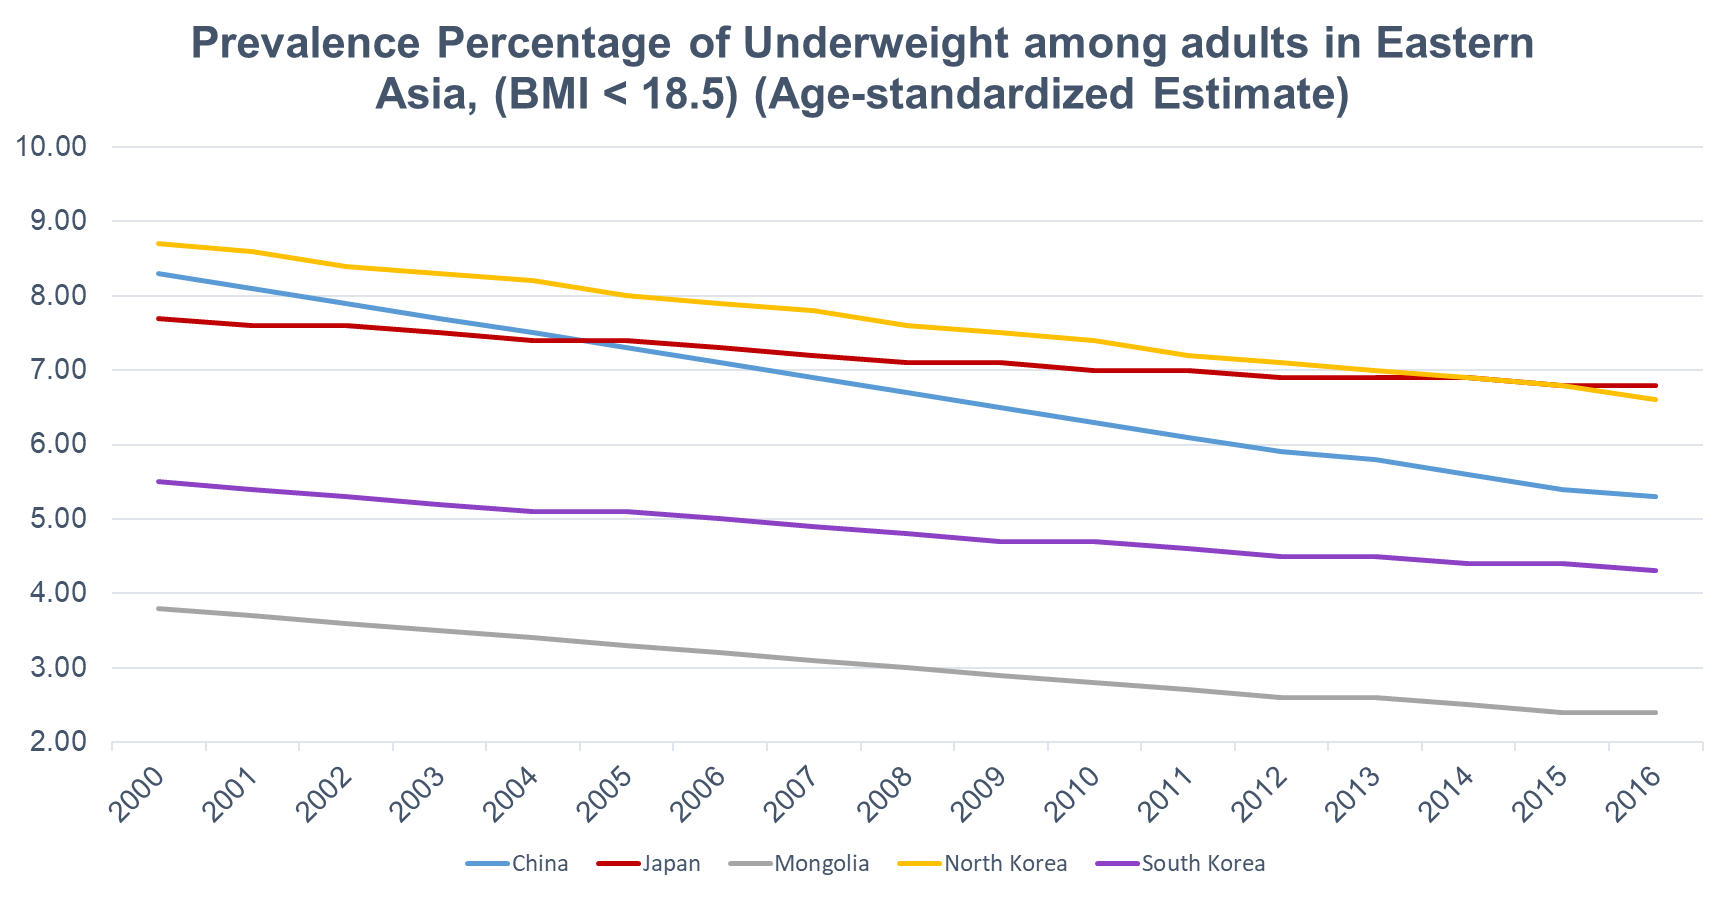 Prevalence Percentage of Underweight among adults in Eastern
Asia, (BMI < 18.5) (Age-standardized Estimate)
10.00
9.00
8.00
7.00
6.00
5.00
4.00
3.00
2.00
2000 2001 2002 2003 2004 2005 2006 2007 2008 2009 2010 2011 2012 2013 2014 2015 2016
China Japan Mongolia North Korea South Korea